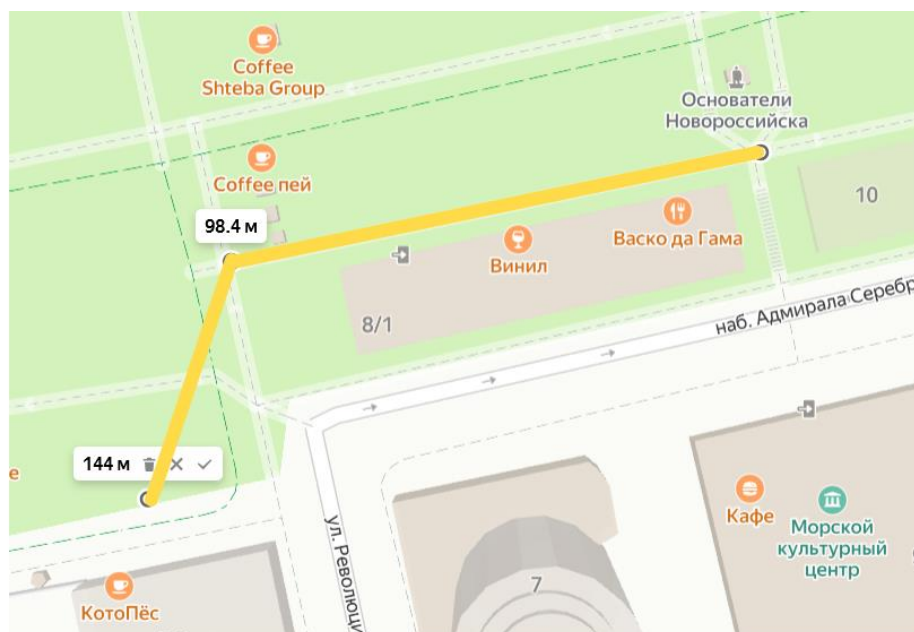 Coffee
Shteba Group
Основатели
Новороссийска
Coffee пей
10
98.4 м
Васко да Гама
Винил
8/1
наб. Адмирала Серебр
144 м
е
ул. Революци
Кафе
Морской
культурный
центр
7
КотоПёс